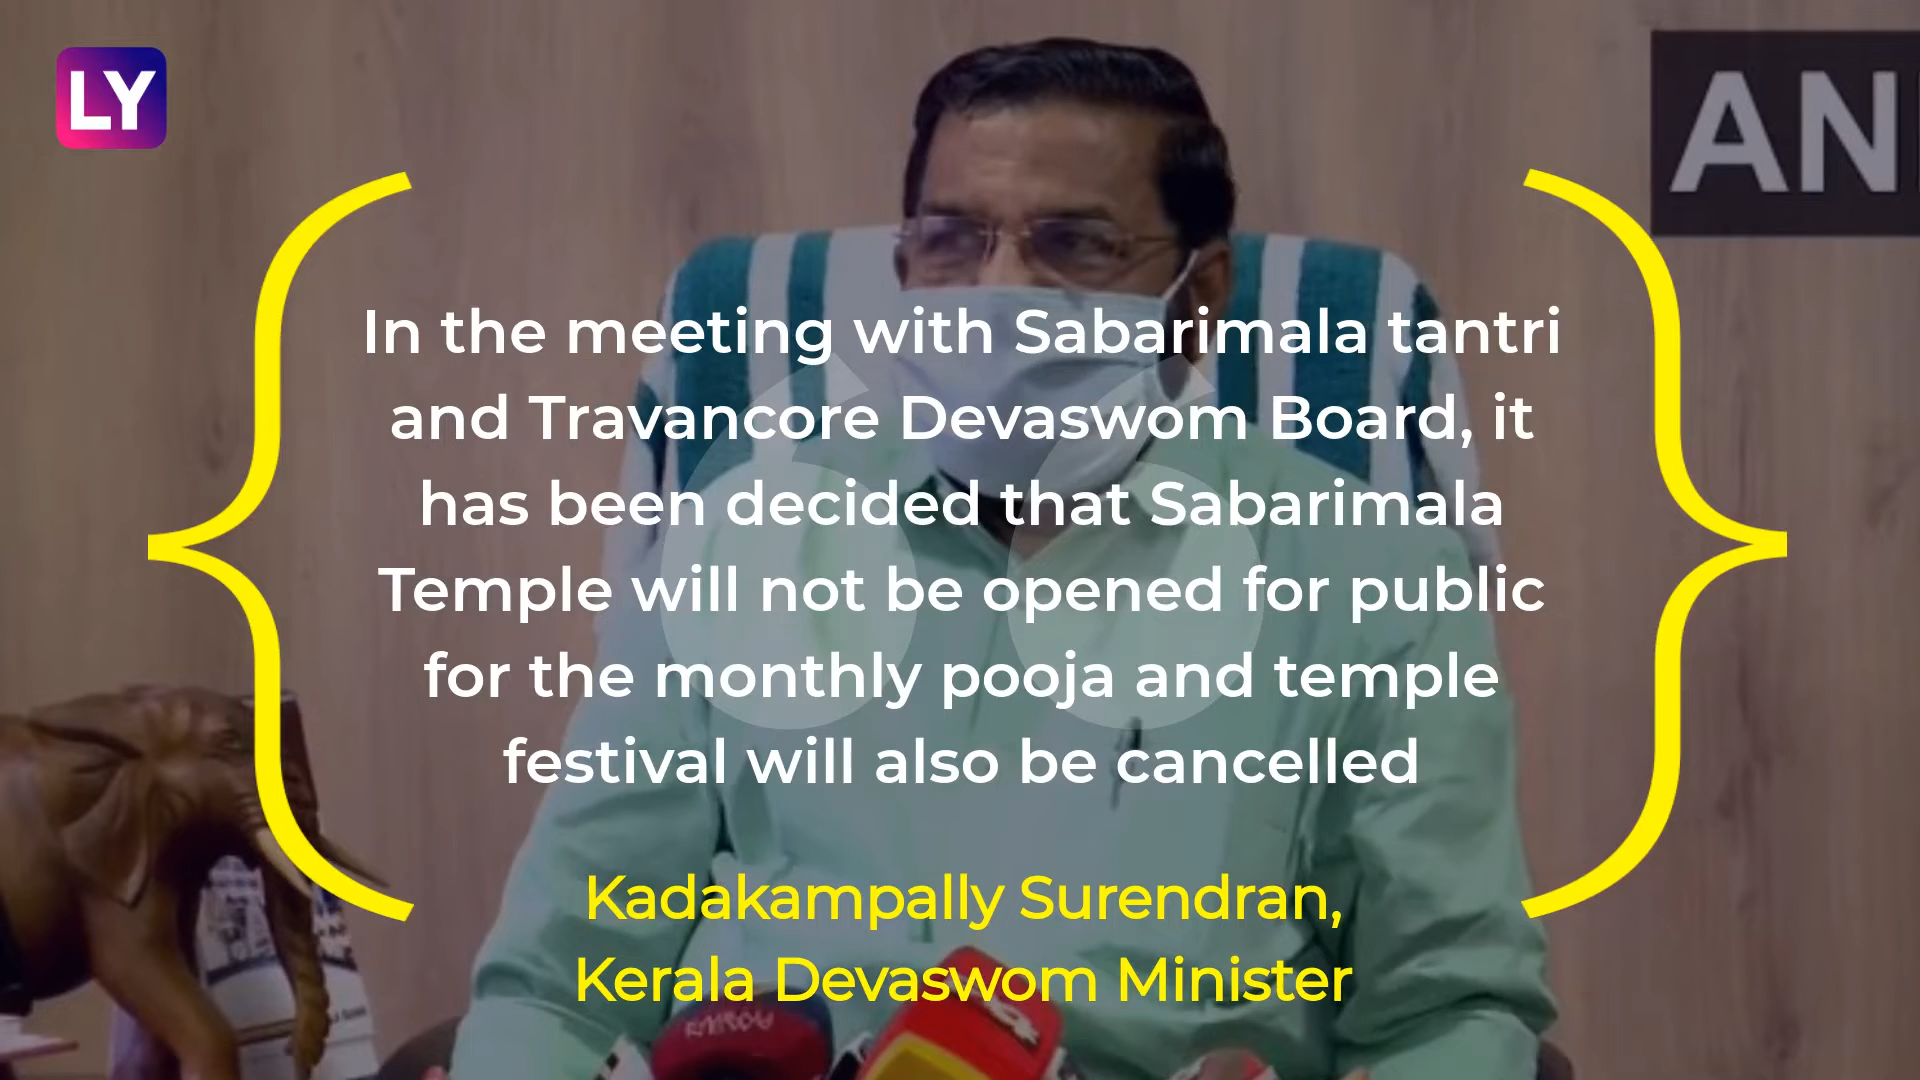 LY
AN
In the meeting with Sabarimala tantri
and Travancore Devaswom Board, it
has been decided that Sabarimala
Temple will not be opened for public
for the monthly pooja and temple
festival will also be cancelled
Kadakampally Surendran,
Kerala Devaswom Minister